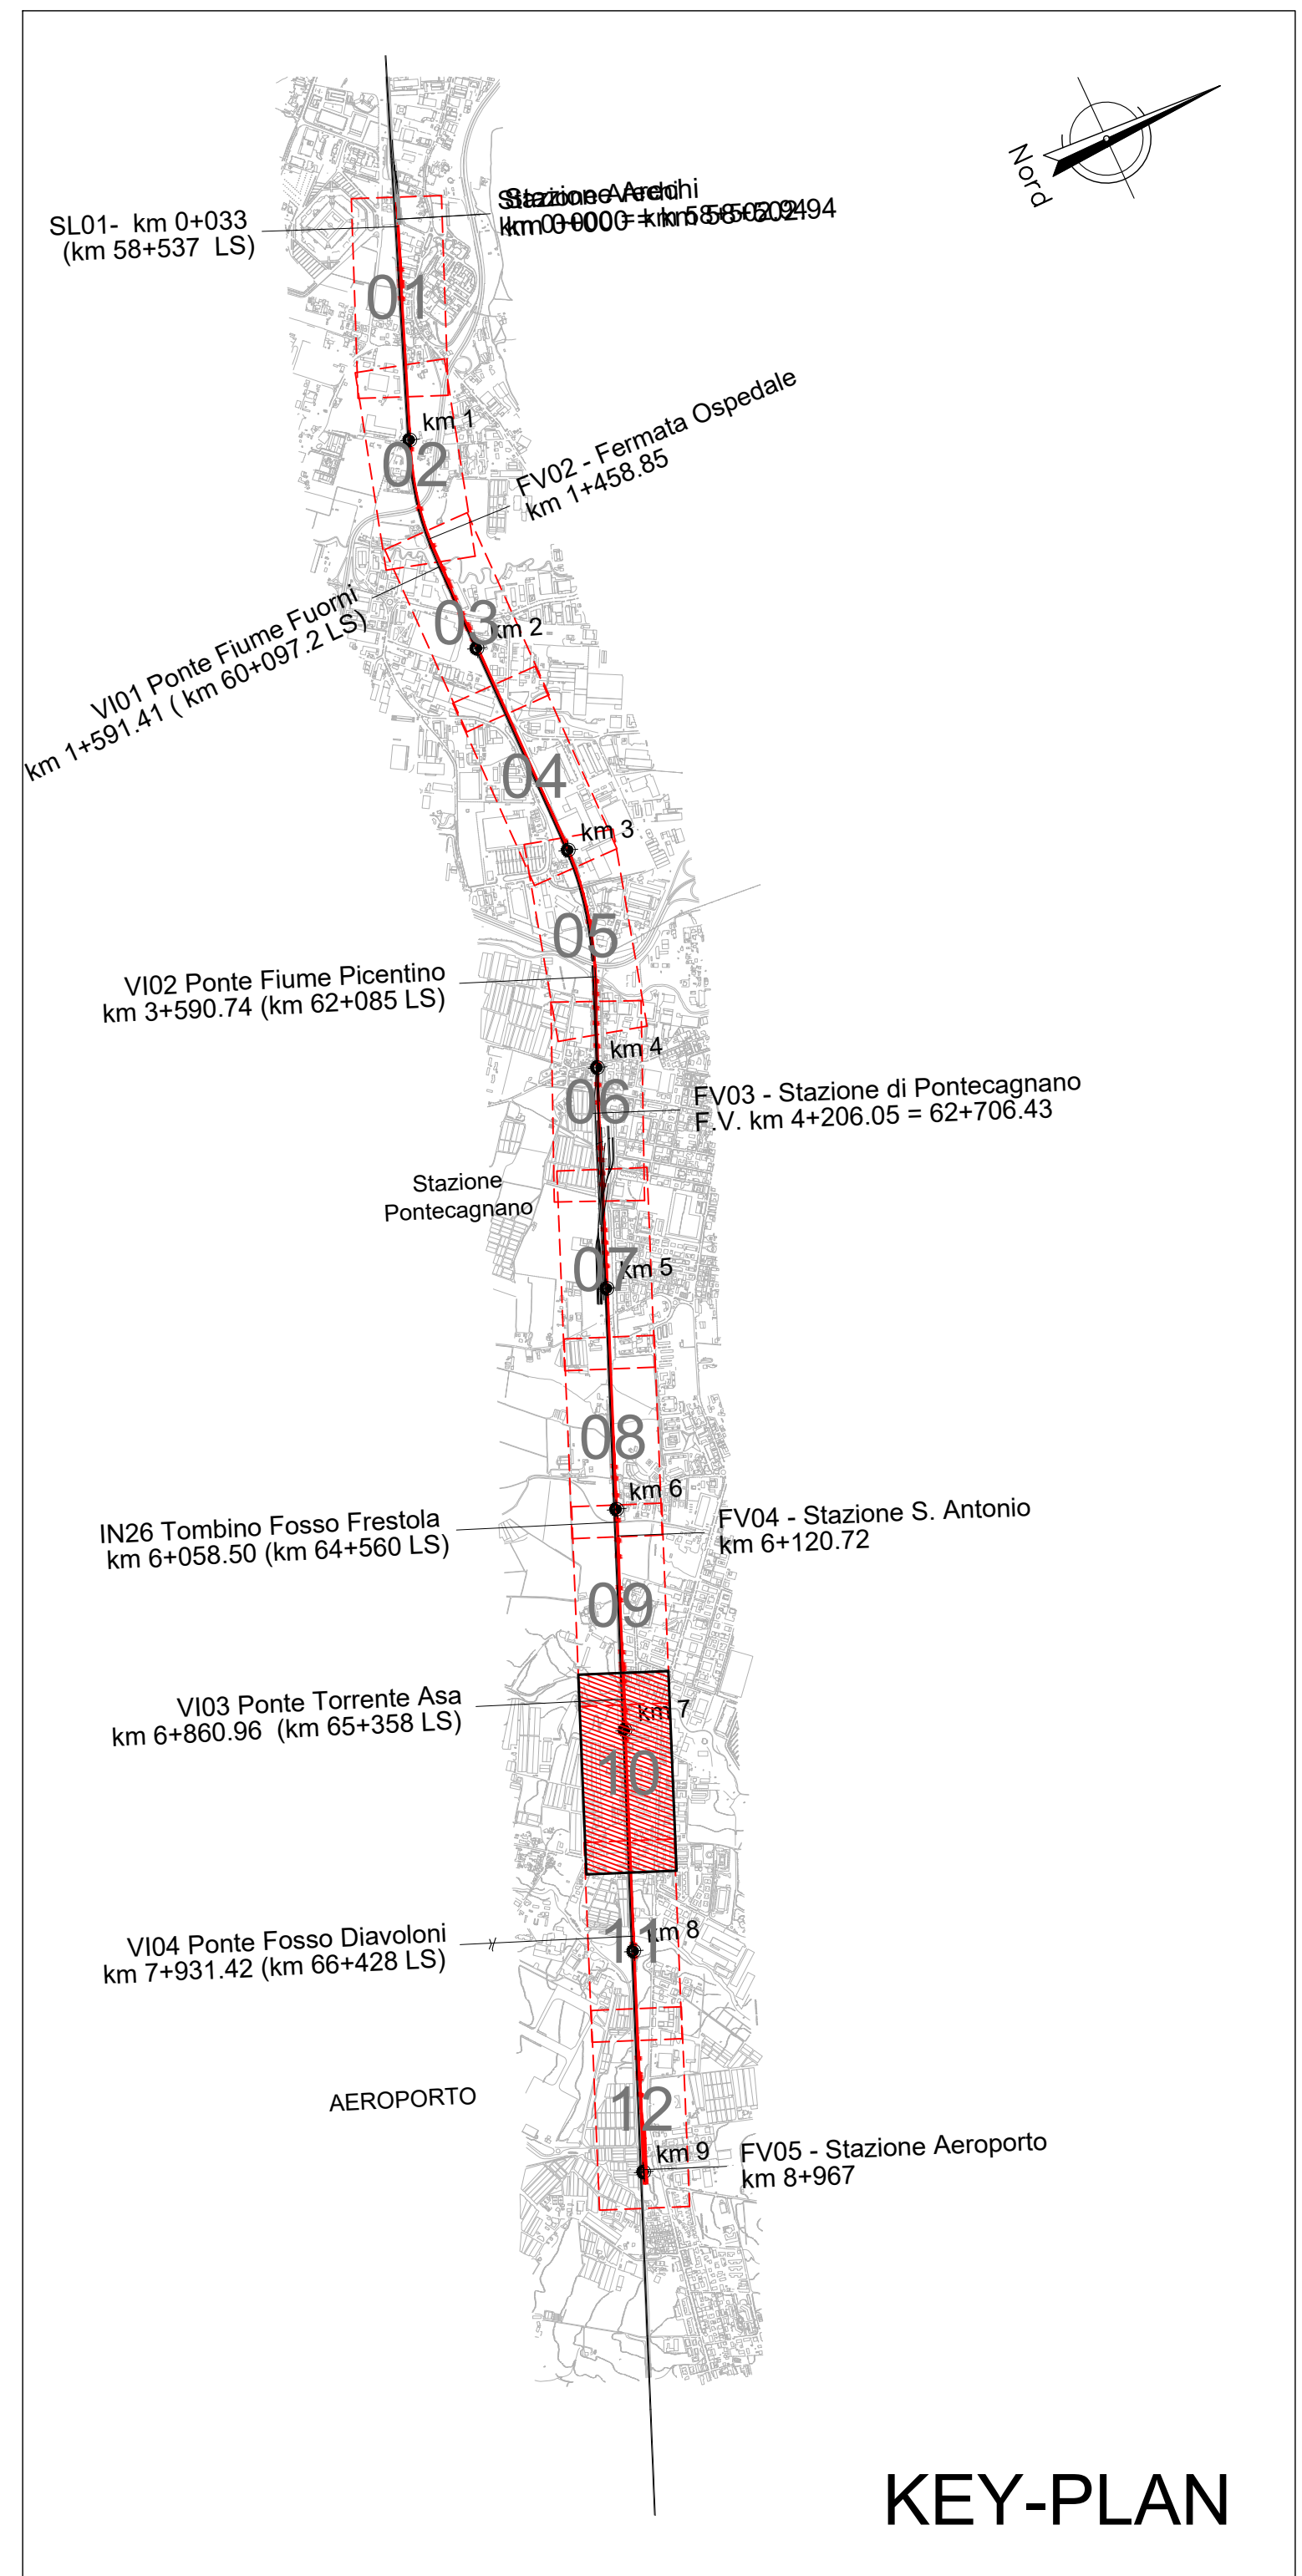 Nord
Stazione Arechi
km 0+000 = km 58+502.94
SL01- km 0+033
(km 58+537 LS)
01
km 1
02
FV02 - Fermata Ospedale
km 1+458.85
VI01 Ponte Fiume Fuorni
km 1+591.41 ( km 60+097.2 LS)
03
km 2
04
km 3
05
VI02 Ponte Fiume Picentino
km 3+590.74 (km 62+085 LS)
km 4
06
FV03 - Stazione di Pontecagnano
F.V. km 4+206.05 = 62+706.43
Stazione
Pontecagnano
07
km 5
08
km 6
IN26 Tombino Fosso Frestola
km 6+058.50 (km 64+560 LS)
FV04 - Stazione S. Antonio
km 6+120.72
09
VI03 Ponte Torrente Asa
km 6+860.96 (km 65+358 LS)
km 7
10
VI04 Ponte Fosso Diavoloni
km 7+931.42 (km 66+428 LS)
11
km 8
AEROPORTO
12
km 9
FV05 - Stazione Aeroporto
km 8+967
KEY-PLAN